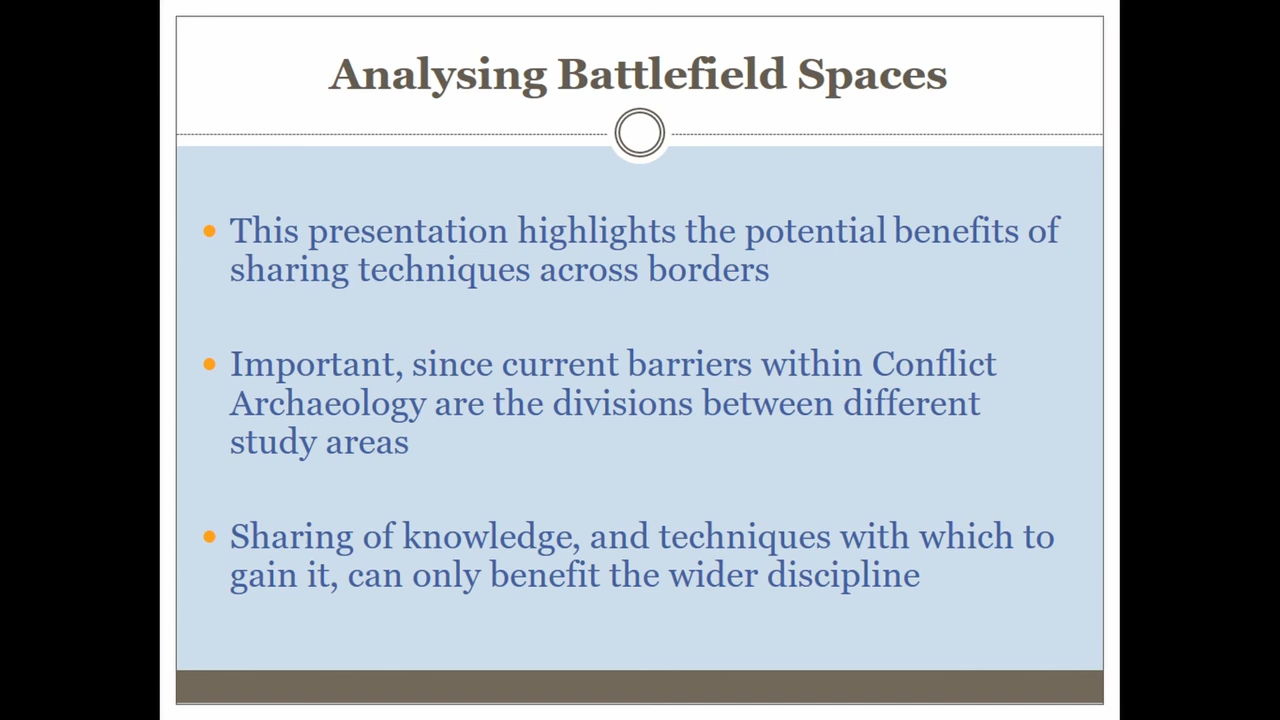 Analysing Battlefield Spaces
This presentation highlights the potential benefits of
sharing techniques across borders
Important, since current barriers within Conflict
Archaeology are the divisions between different
study areas
Sharing of knowledge, and techniques with which to
gain it, can only benefit the wider discipline